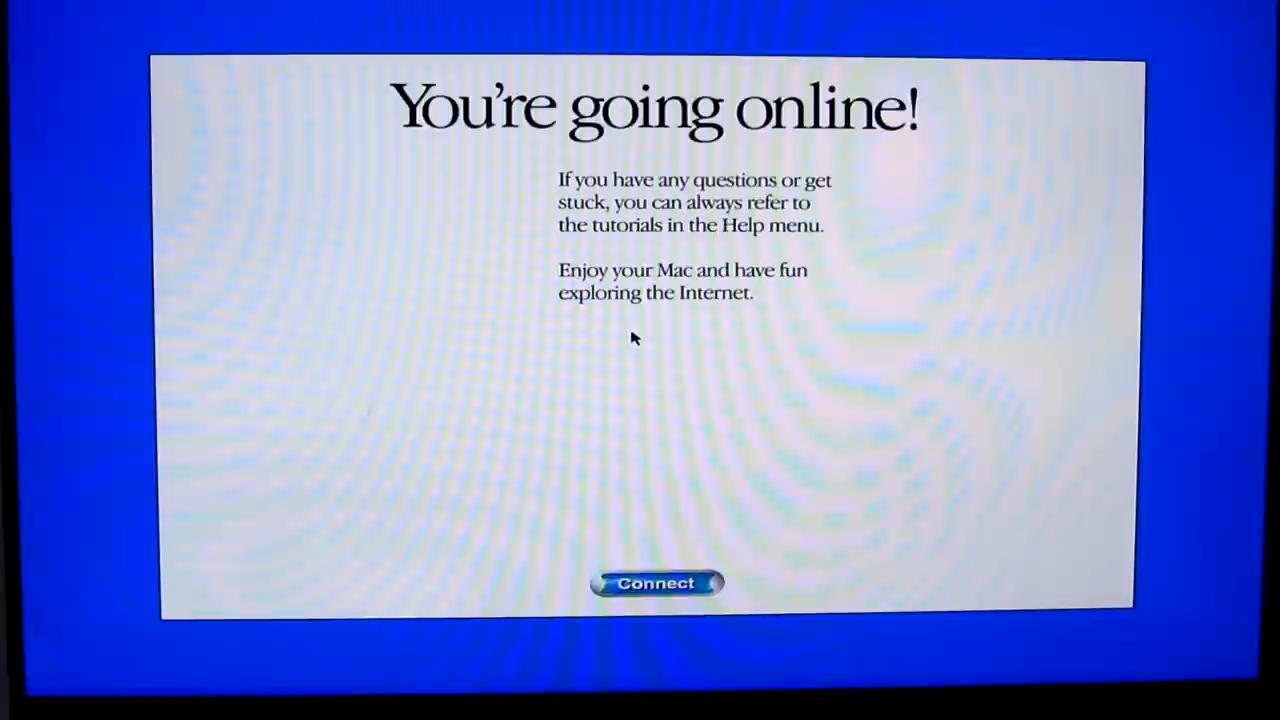 You're going online!
If you have any questions or get
stuck, you can always refer to
the tutorials in the Help menu.
Enjoy your Mac and have fun
exploring the Internet.
Connect